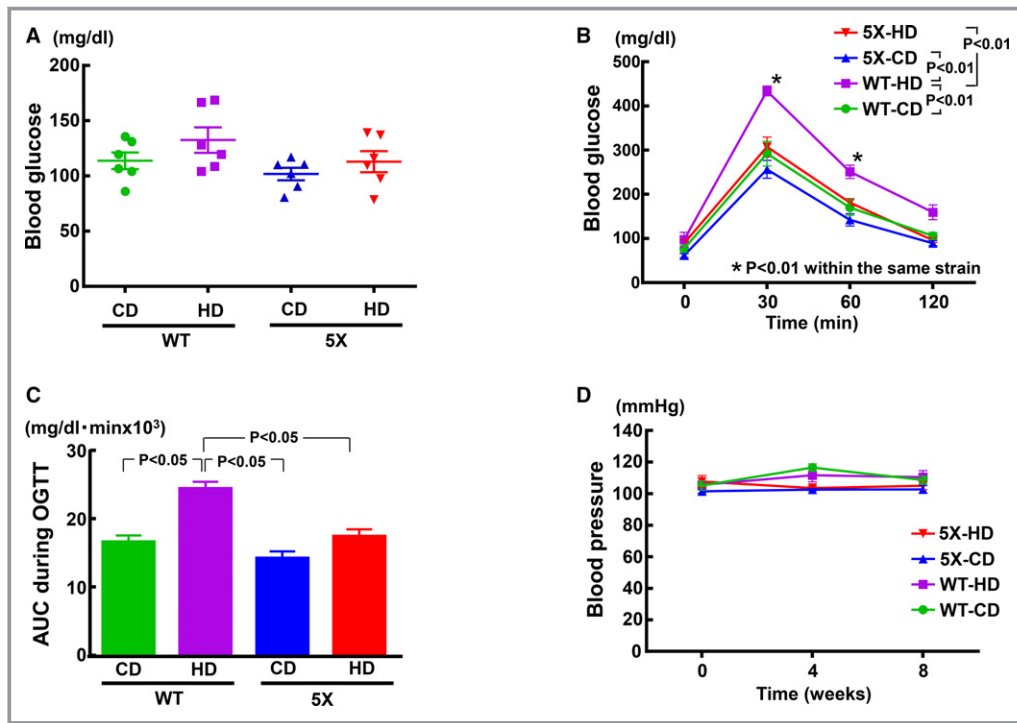 A
(mg/dl)
Blood glucose
200
150
100
50
0
CD
HD
CD
HD
WT
5X
B
(mg/dl)
Blood glucose
500
400
300
200
100
0
5X-HD
5X-CD
WT-HD
WT-CD
P<0.01
P<0.01
P<0.01
*
*
* P<0.01 within the same strain
0
30
60
120
Time (min)
C
(mg/dl·minx10³)
AUC during OGTT
30
20
10
0
P<0.05
P<0.05
P<0.05
CD
HD
CD
HD
WT
5X
D
(mmHg)
Blood pressure
140
120
100
80
60
40
20
0
5X-HD
5X-CD
WT-HD
WT-CD
0
4
8
Time (weeks)